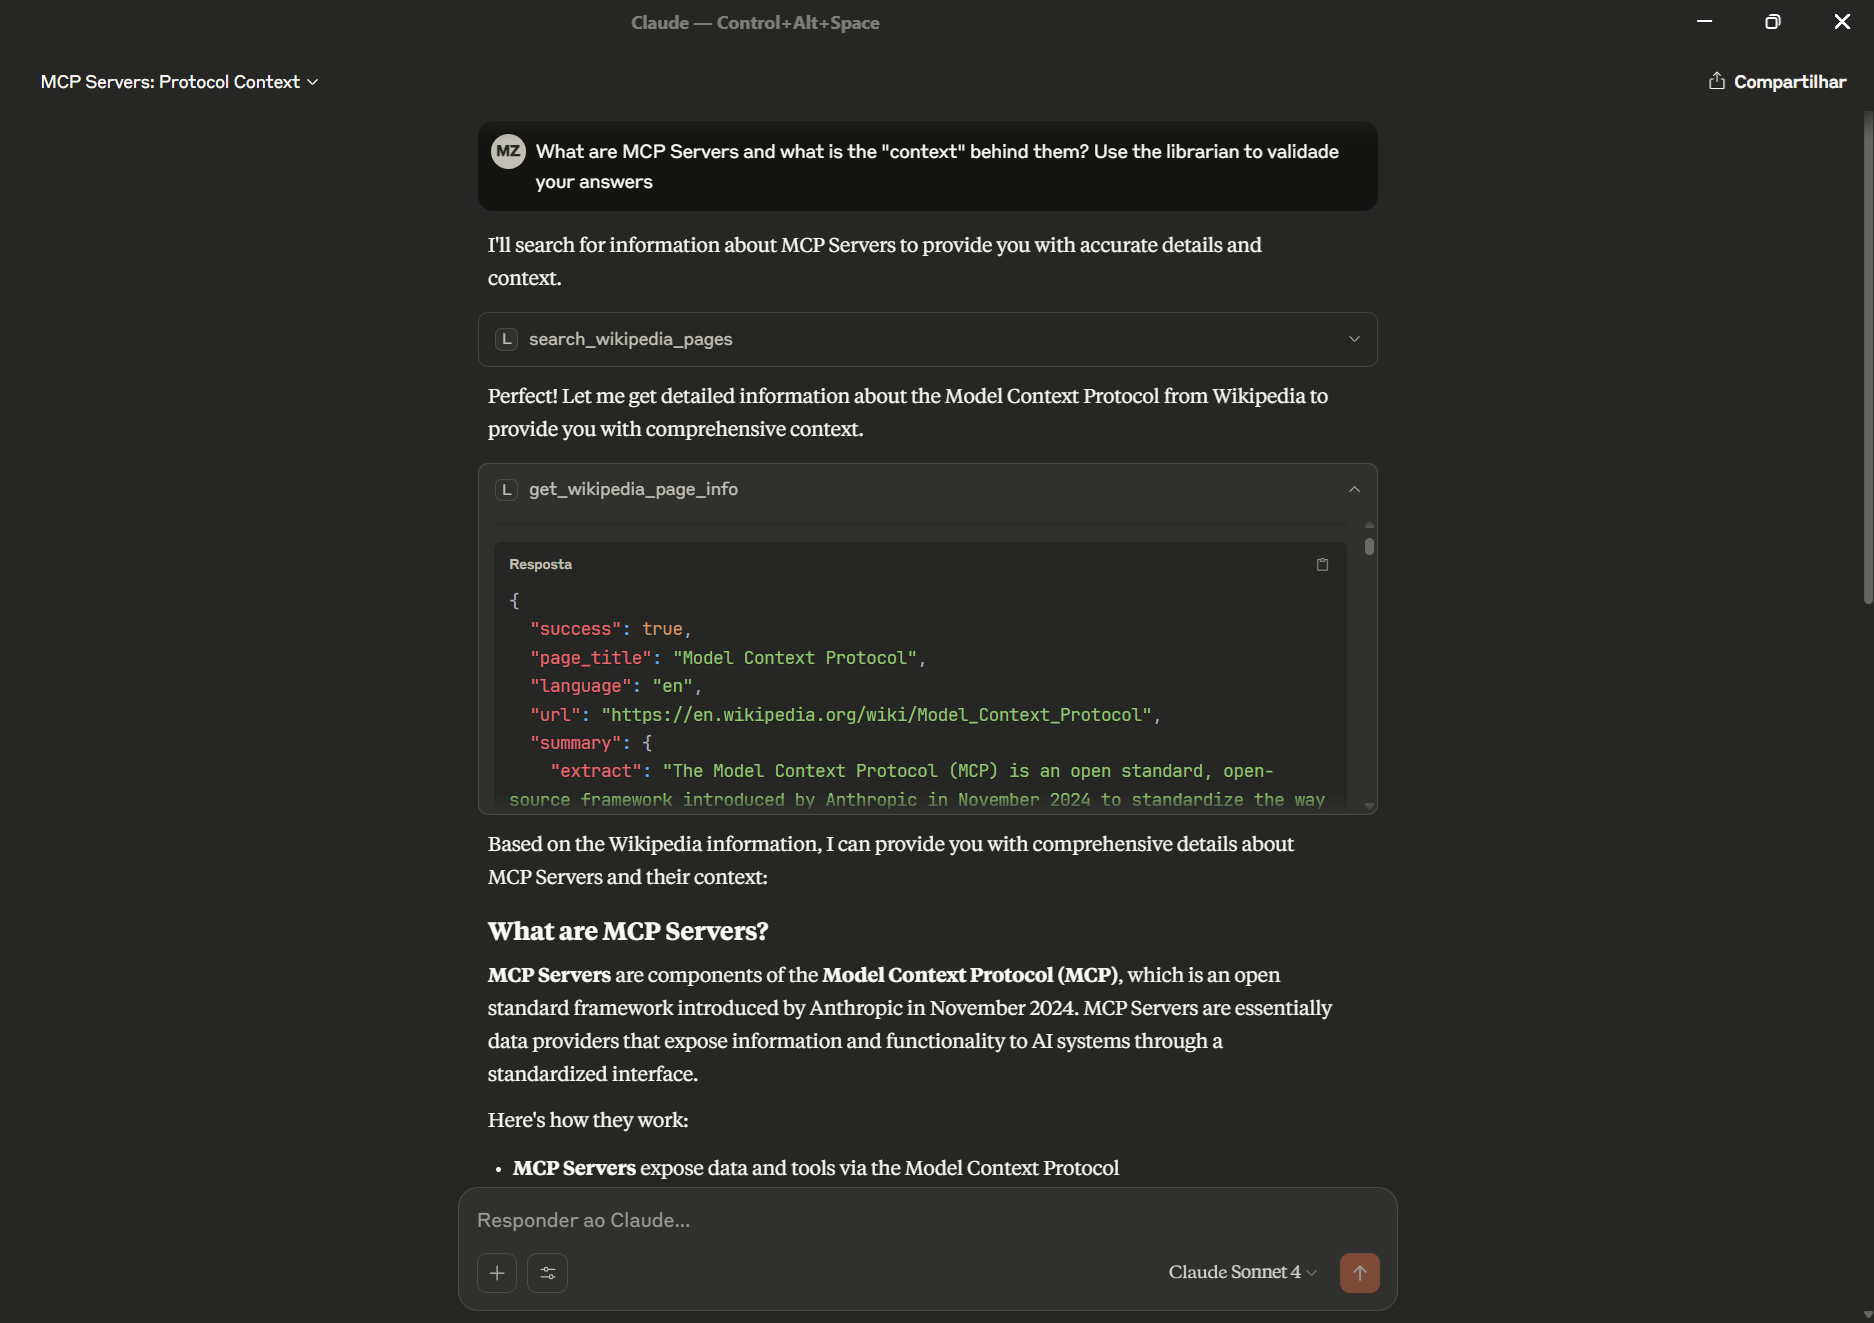 Claude — Control+Alt+Space
MCP Servers: Protocol Context
Compartilhar
MZ
What are MCP Servers and what is the "context" behind them? Use the librarian to validade
your answers
I'll search for information about MCP Servers to provide you with accurate details and
context.
L search_wikipedia_pages
Perfect! Let me get detailed information about the Model Context Protocol from Wikipedia to
provide you with comprehensive context.
L get_wikipedia_page_info
Resposta
{
"success": true,
"page_title": "Model Context Protocol",
"language": "en",
"url": "https://en.wikipedia.org/wiki/Model_Context_Protocol",
"summary": {
"extract": "The Model Context Protocol (MCP) is an open standard, open-
source framework introduced by Anthropic in November 2024 to standardize the way
Based on the Wikipedia information, I can provide you with comprehensive details about
MCP Servers and their context:
What are MCP Servers?
MCP Servers are components of the Model Context Protocol (MCP), which is an open
standard framework introduced by Anthropic in November 2024. MCP Servers are essentially
data providers that expose information and functionality to AI systems through a
standardized interface.
Here's how they work:
• MCP Servers expose data and tools via the Model Context Protocol
Responder ao Claude...
Claude Sonnet 4